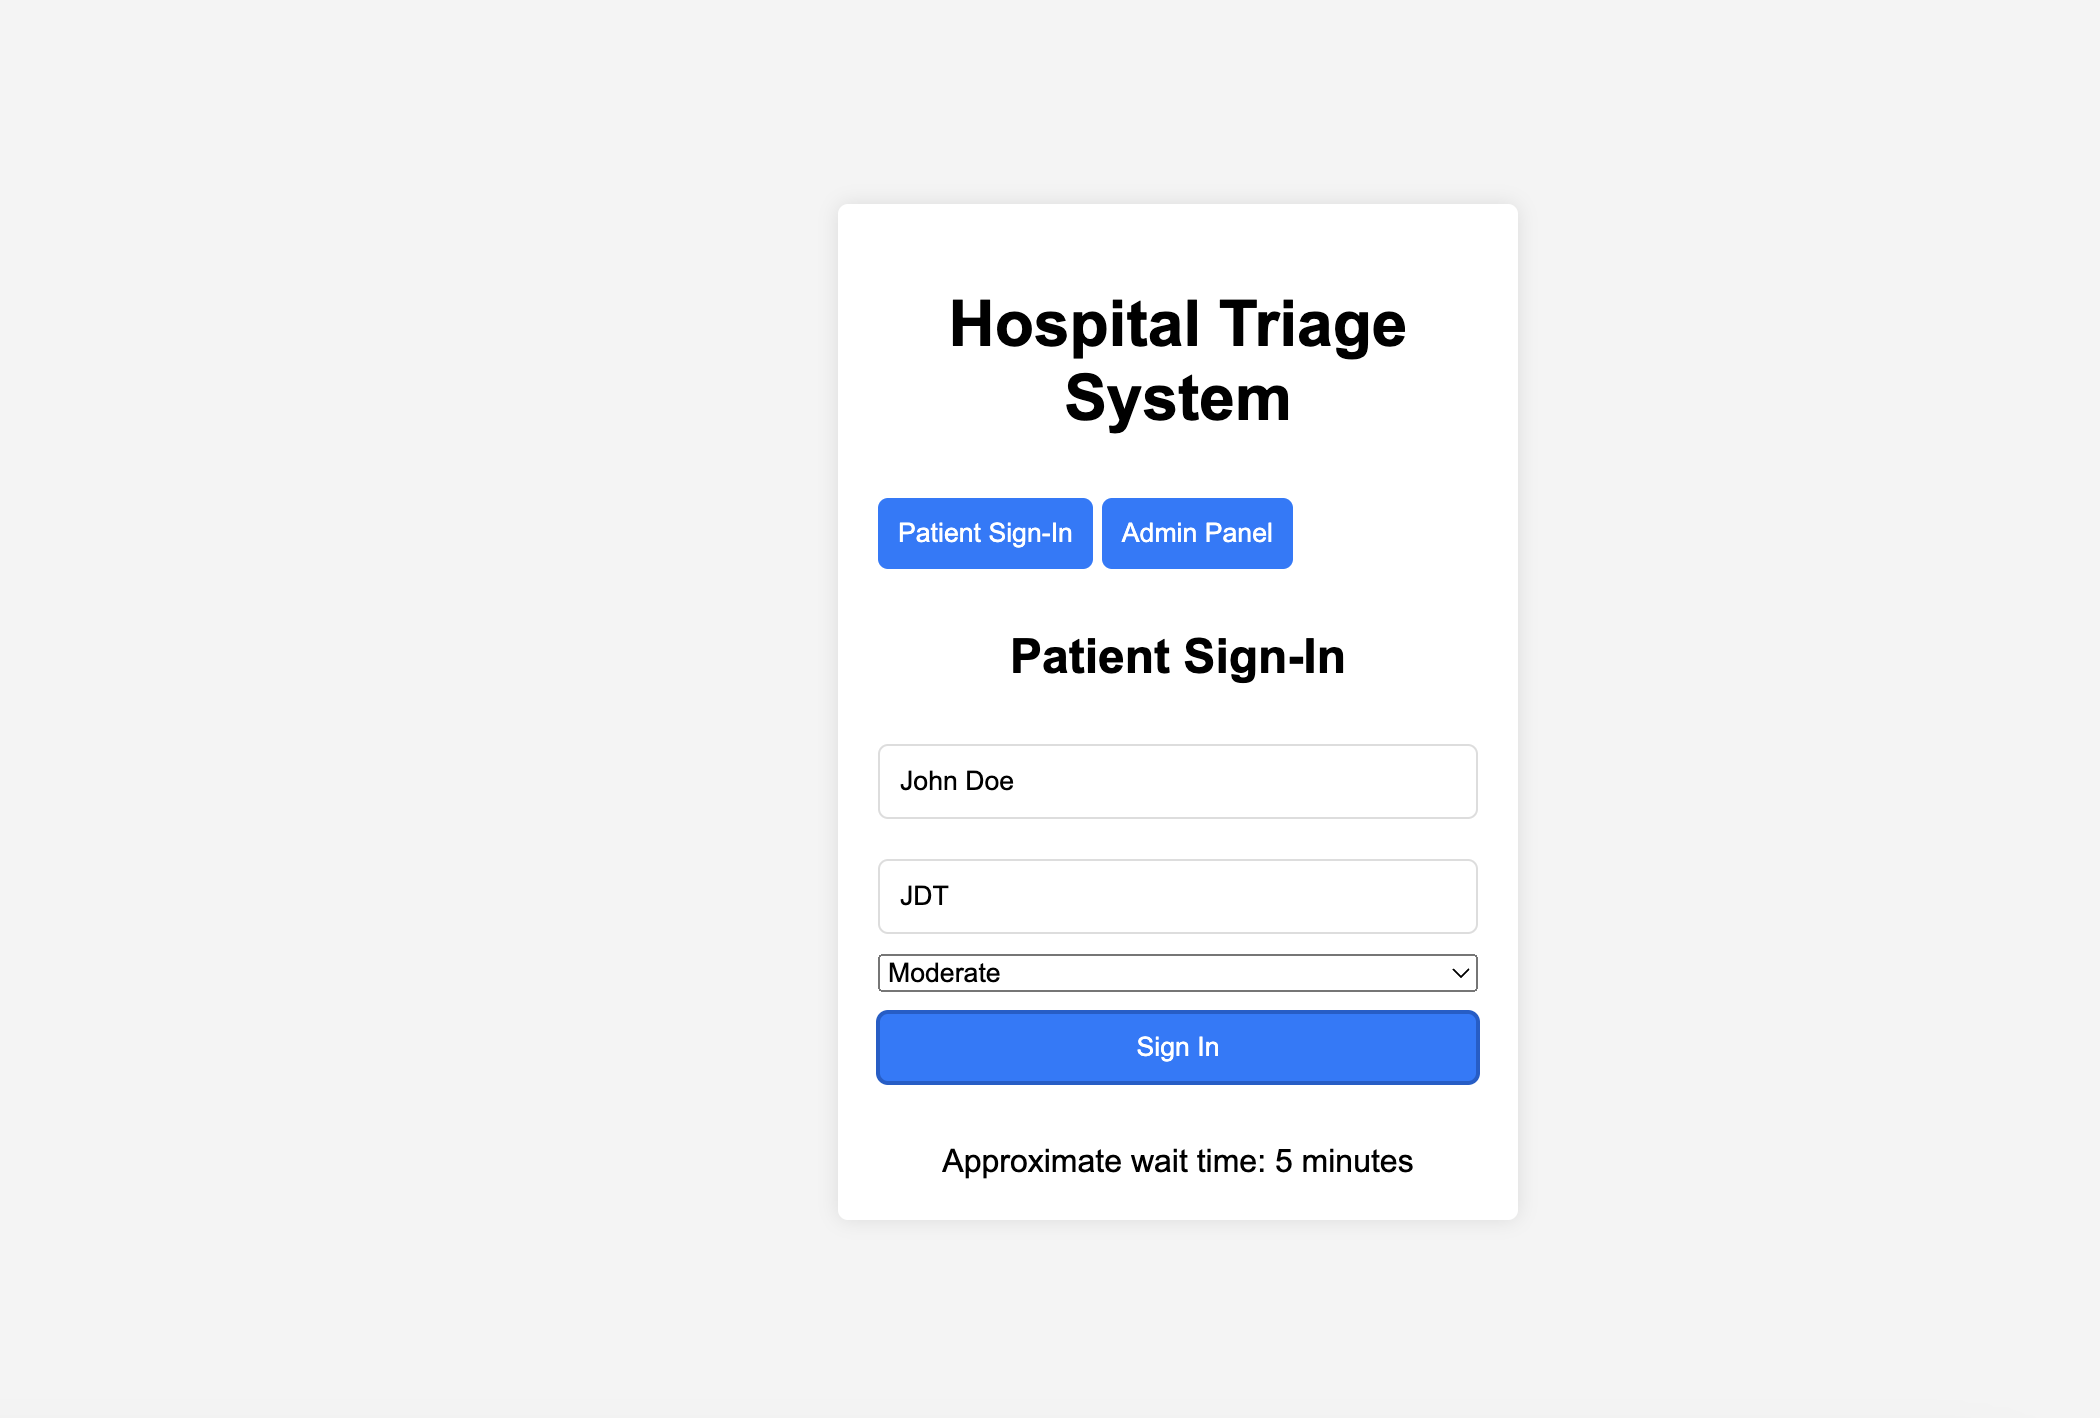 Hospital Triage
System
Patient Sign-In Admin Panel
Patient Sign-In
John Doe
JDT
Moderate
Sign In
Approximate wait time: 5 minutes